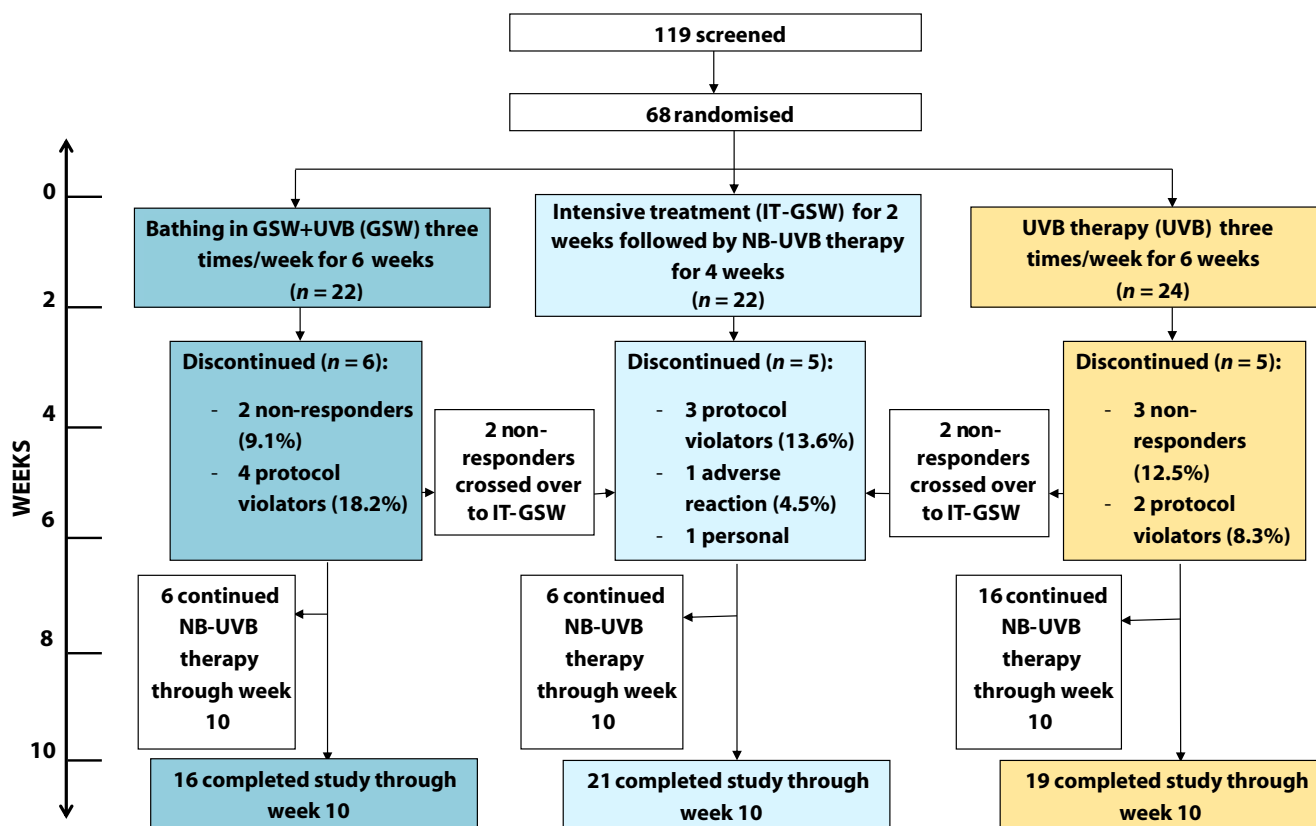 119 screened
68 randomised
WEEKS
0
2
4
6
8
10
Bathing in GSW+UVB (GSW) three
times/week for 6 weeks
(n = 22)
Intensive treatment (IT-GSW) for 2
weeks followed by NB-UVB therapy
for 4 weeks
(n = 22)
UVB therapy (UVB) three
times/week for 6 weeks
(n = 24)
Discontinued (n = 6):
- 2 non-responders
(9.1%)
- 4 protocol
violators (18.2%)
2 non-
responders
crossed over
to IT-GSW
Discontinued (n = 5):
- 3 protocol
violators (13.6%)
- 1 adverse
reaction (4.5%)
- 1 personal
2 non-
responders
crossed over
to IT-GSW
Discontinued (n = 5):
- 3 non-
responders
(12.5%)
- 2 protocol
violators (8.3%)
6 continued
NB-UVB
therapy
through week
10
6 continued
NB-UVB
therapy
through week
10
16 continued
NB-UVB
therapy
through week
10
16 completed study through
week 10
21 completed study through
week 10
19 completed study through
week 10